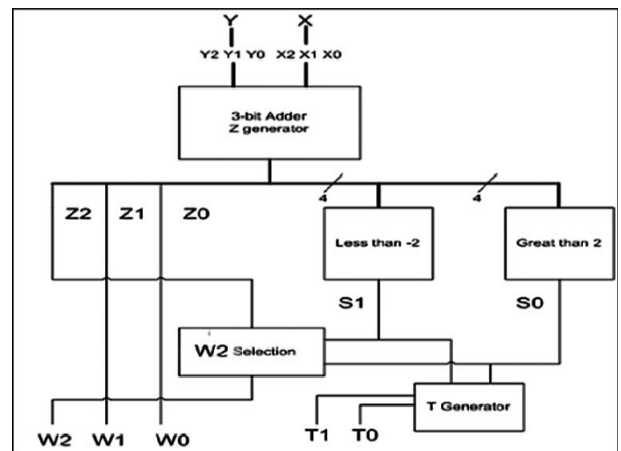 Y X
Y2 Y1 Y0 X2 X1 X0
3-bit Adder
Z generator
4 4
Z2 Z1 Z0
Less than -2
Great than 2
S1 S0
W2 Selection
T Generator
W2 W1 W0 T1 T0